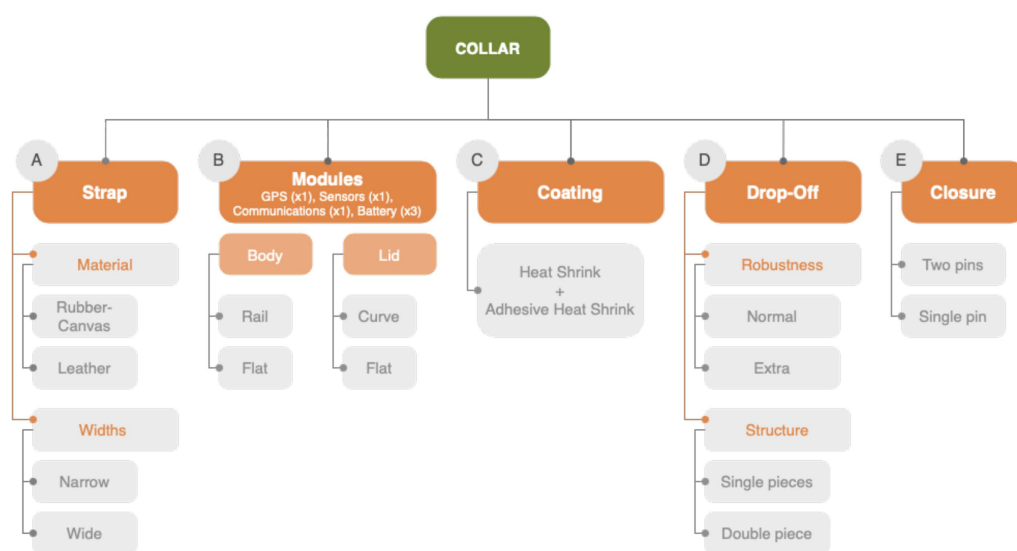 COLLAR
A
Strap
Material
Rubber-
Canvas
Leather
Widths
Narrow
Wide
B
Modules
GPS (x1), Sensors (x1),
Communications (x1), Battery (x3)
Body
Rail
Flat
Lid
Curve
Flat
C
Coating
Heat Shrink
+
Adhesive Heat Shrink
D
Drop-Off
Robustness
Normal
Extra
Structure
Single pieces
Double piece
E
Closure
Two pins
Single pin